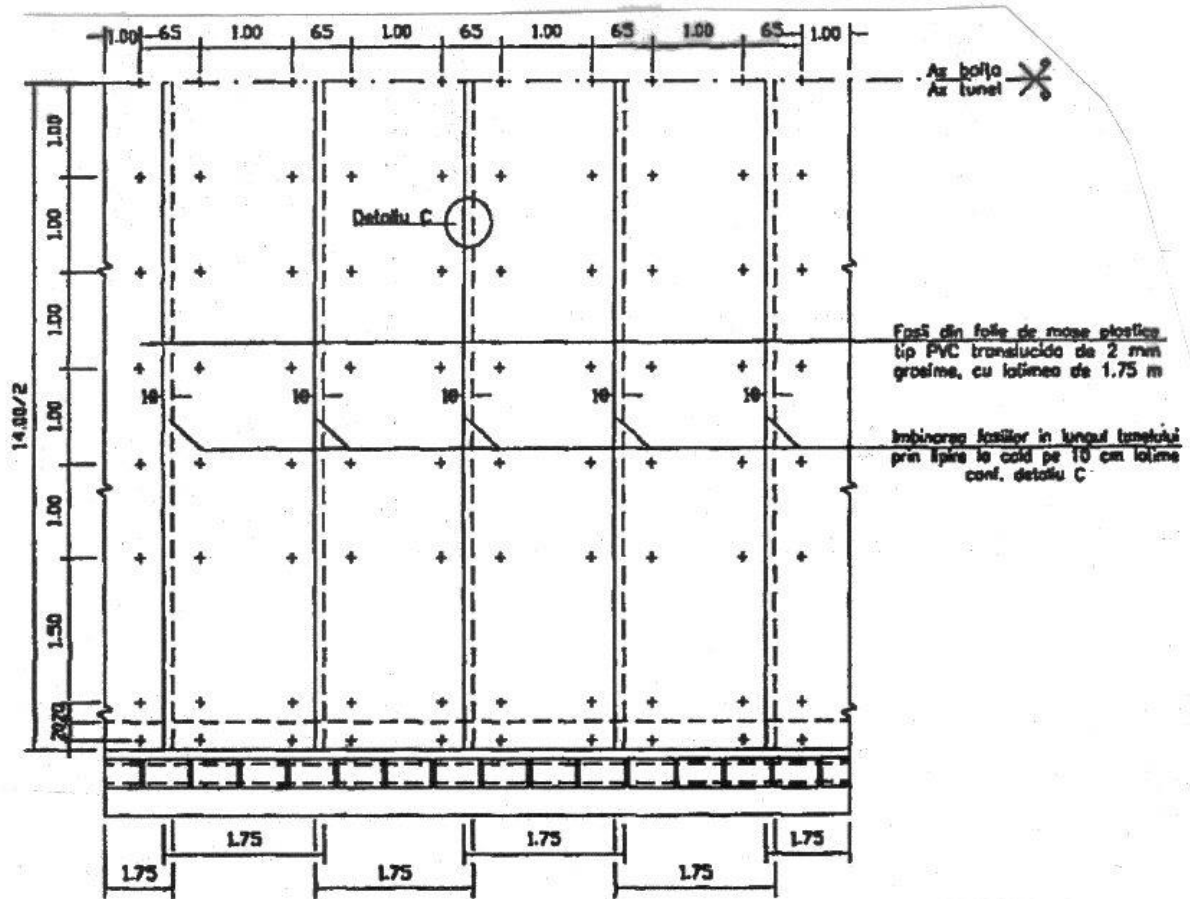 1.00 65 1.00 65 1.00 65 1.00 65 1.00 65 1.00
Ax bolta
Ax tunel
1.00
1.00
1.00
1.00
1.00
1.50
20 20
14.00/2
Detaliu C
Fasii din folie de mase plastice
tip PVC translucida de 2 mm
grosime, cu latimea de 1.75 m
10 10 10 10 10
Imbinarea fasiilor in lungul tunelului
prin lipire la cald pe 10 cm latime
conf. detaliu C
1.75 1.75 1.75
1.75 1.75 1.75